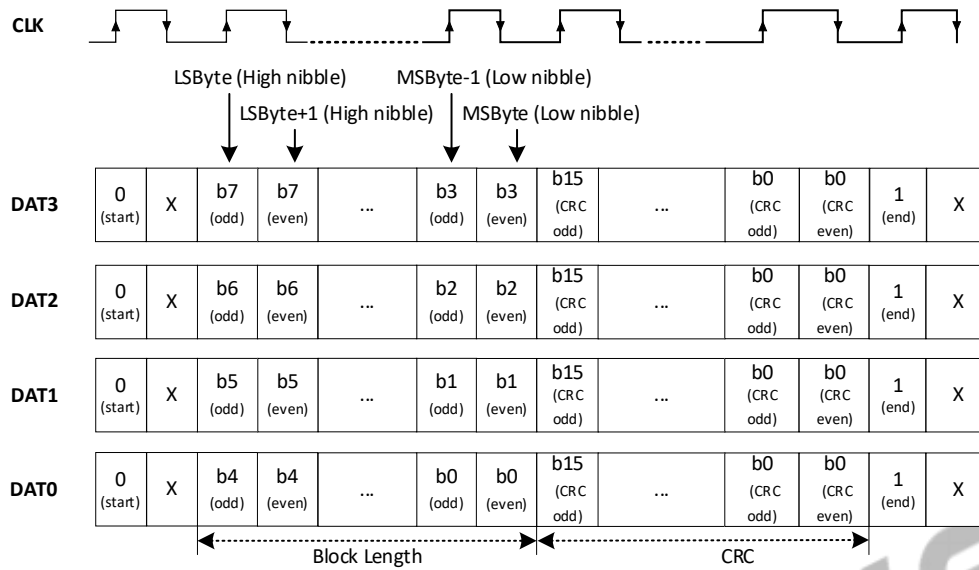 CLK
LSByte (High nibble)
MSByte-1 (Low nibble)
LSByte+1 (High nibble)
MSByte (Low nibble)
DAT3
0 (start)
X
b7 (odd)
b7 (even)
...
b3 (odd)
b3 (even)
b15 (CRC odd)
...
b0 (CRC odd)
b0 (CRC even)
1 (end)
X
DAT2
0 (start)
X
b6 (odd)
b6 (even)
...
b2 (odd)
b2 (even)
b15 (CRC odd)
...
b0 (CRC odd)
b0 (CRC even)
1 (end)
X
DAT1
0 (start)
X
b5 (odd)
b5 (even)
...
b1 (odd)
b1 (even)
b15 (CRC odd)
...
b0 (CRC odd)
b0 (CRC even)
1 (end)
X
DAT0
0 (start)
X
b4 (odd)
b4 (even)
...
b0 (odd)
b0 (even)
b15 (CRC odd)
...
b0 (CRC odd)
b0 (CRC even)
1 (end)
X
Block Length
CRC